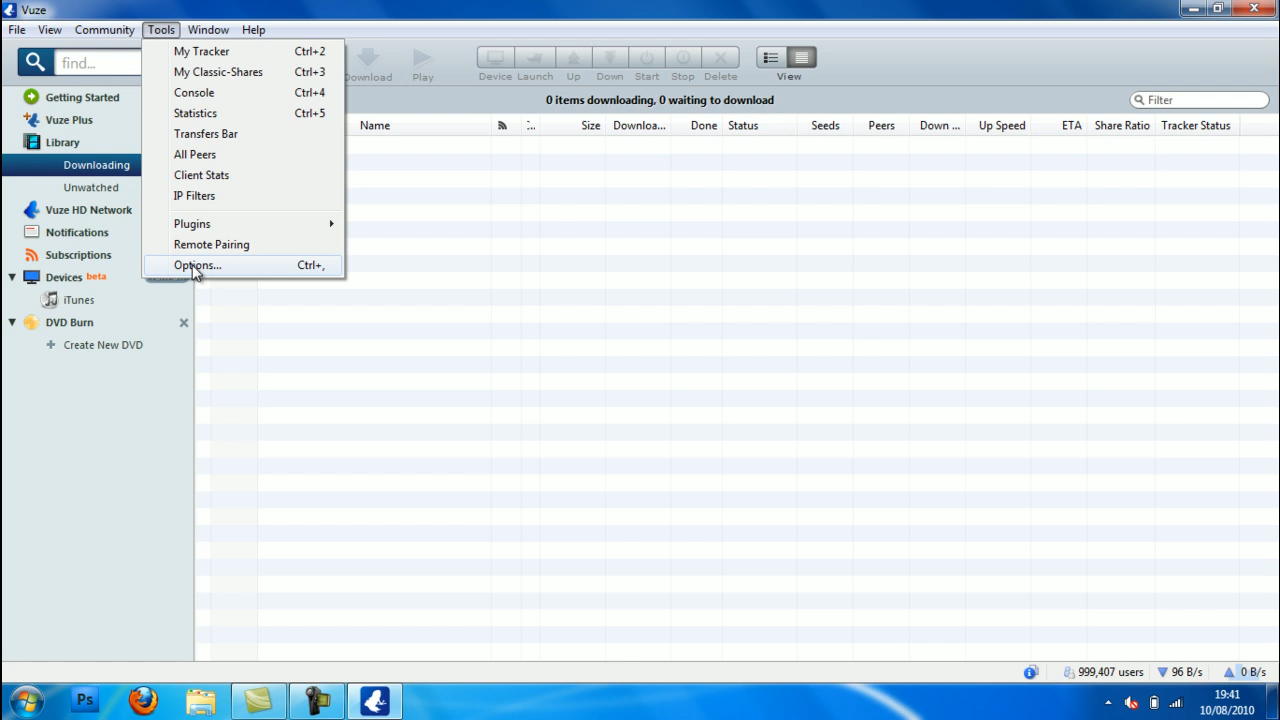 Vuze
File View Community Tools Window Help
find...
Download Play Device Launch Up Down Start Stop Delete View
My Tracker Ctrl+2
My Classic-Shares Ctrl+3
Console Ctrl+4
Statistics Ctrl+5
Transfers Bar
All Peers
Client Stats
IP Filters
Plugins
Remote Pairing
Options... Ctrl+,
Getting Started
Vuze Plus
Library
Downloading
Unwatched
Vuze HD Network
Notifications
Subscriptions
Devices beta
iTunes
DVD Burn
Create New DVD
0 items downloading, 0 waiting to download
Filter
Name Size Downloa... Done Status Seeds Peers Down ... Up Speed ETA Share Ratio Tracker Status
999,407 users 96 B/s 0 B/s
Ps
19:41
10/08/2010